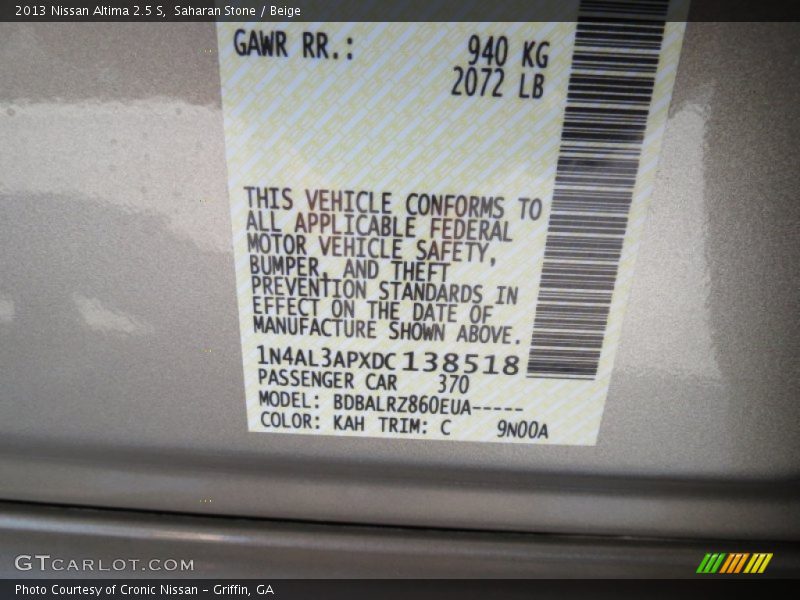 2013 Nissan Altima 2.5 S, Saharan Stone / Beige
GAWR RR.: 940 KG
2072 LB
THIS VEHICLE CONFORMS TO
ALL APPLICABLE FEDERAL
MOTOR VEHICLE SAFETY,
BUMPER, AND THEFT
PREVENTION STANDARDS IN
EFFECT ON THE DATE OF
MANUFACTURE SHOWN ABOVE.
1N4AL3APXDC138518
PASSENGER CAR 370
MODEL: BDBALRZ860EUA-----
COLOR: KAH TRIM: C 9N00A
GTCARLOT.COM
Photo Courtesy of Cronic Nissan - Griffin, GA